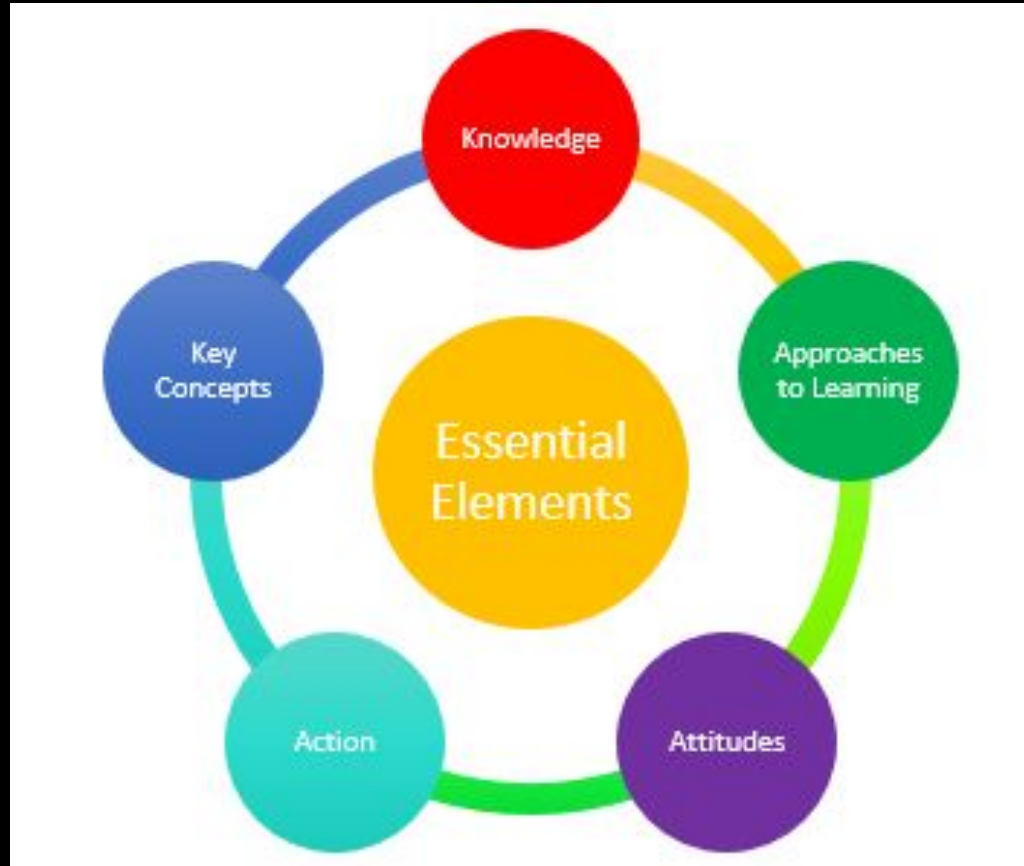 Knowledge
Approaches
to Learning
Key
Concepts
Essential
Elements
Action
Attitudes